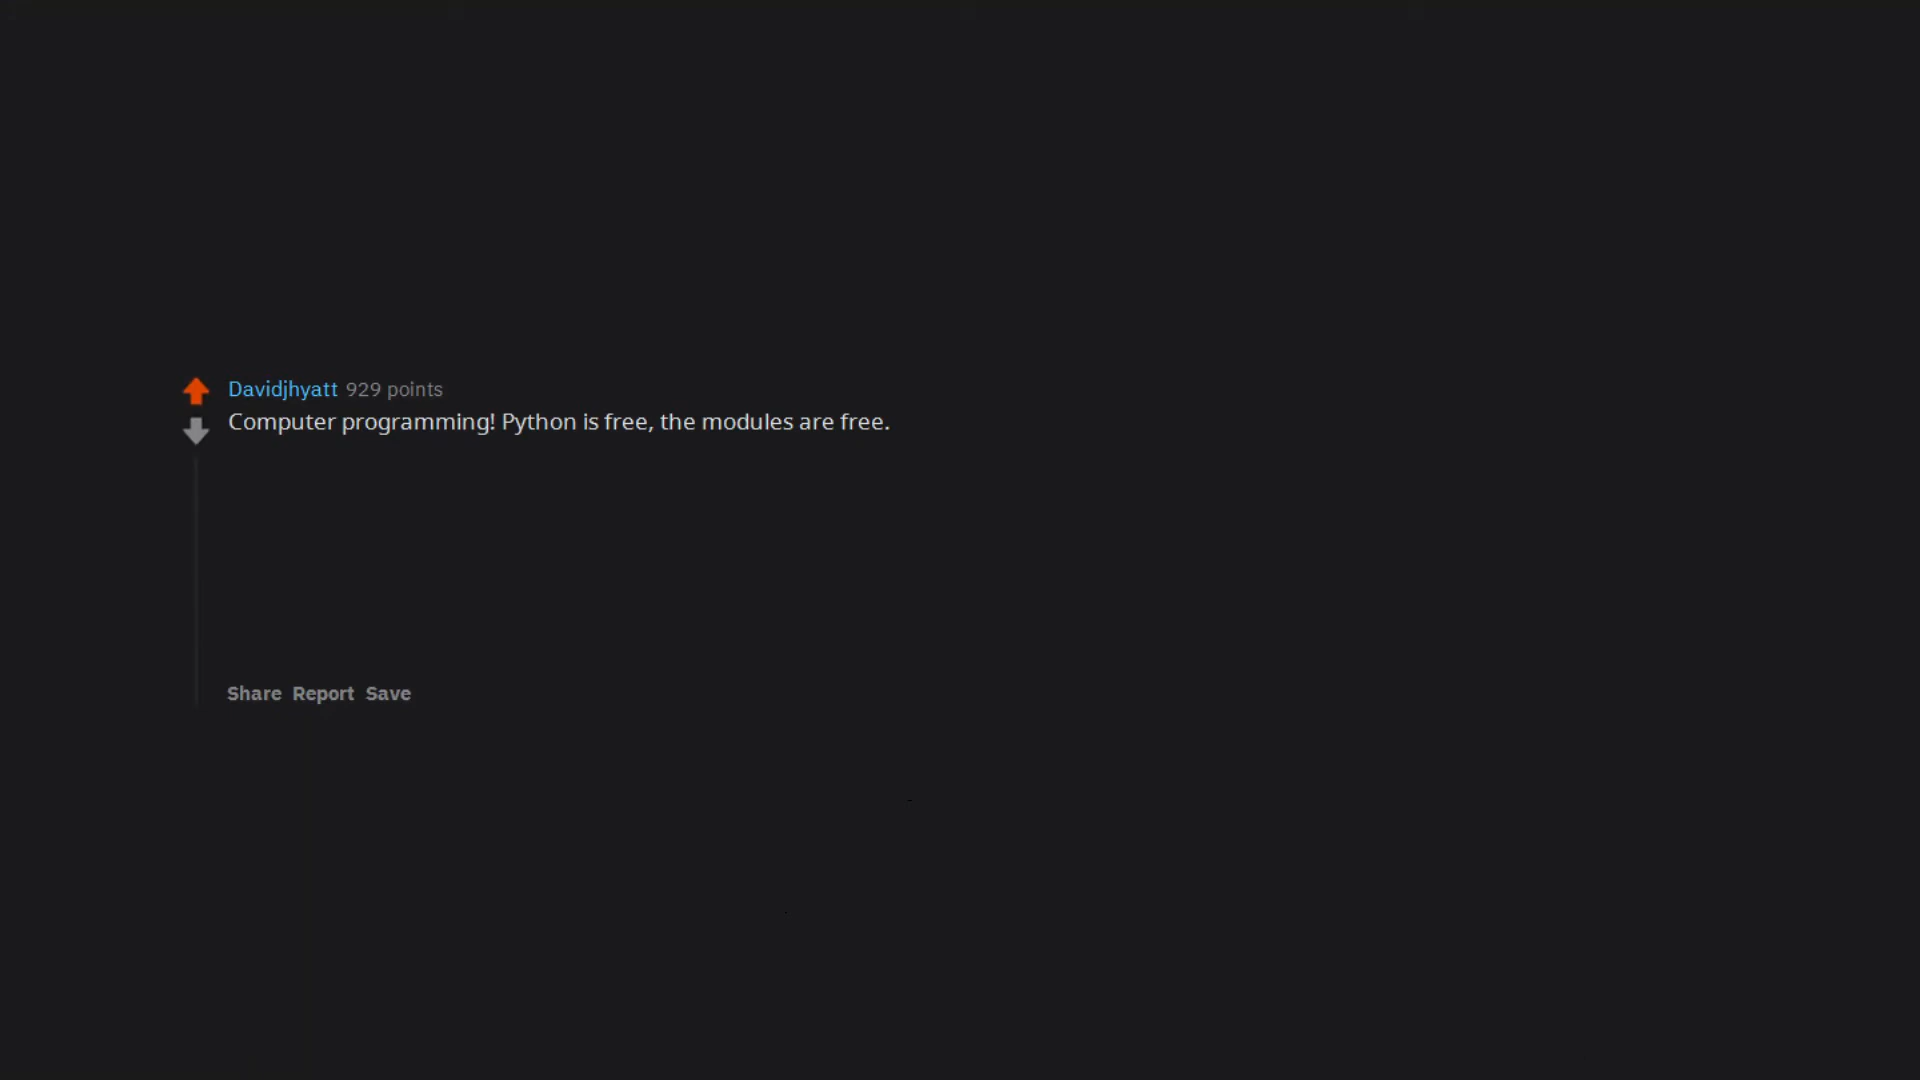 Davidjhyatt 929 points
Computer programming! Python is free, the modules are free.
Share Report Save